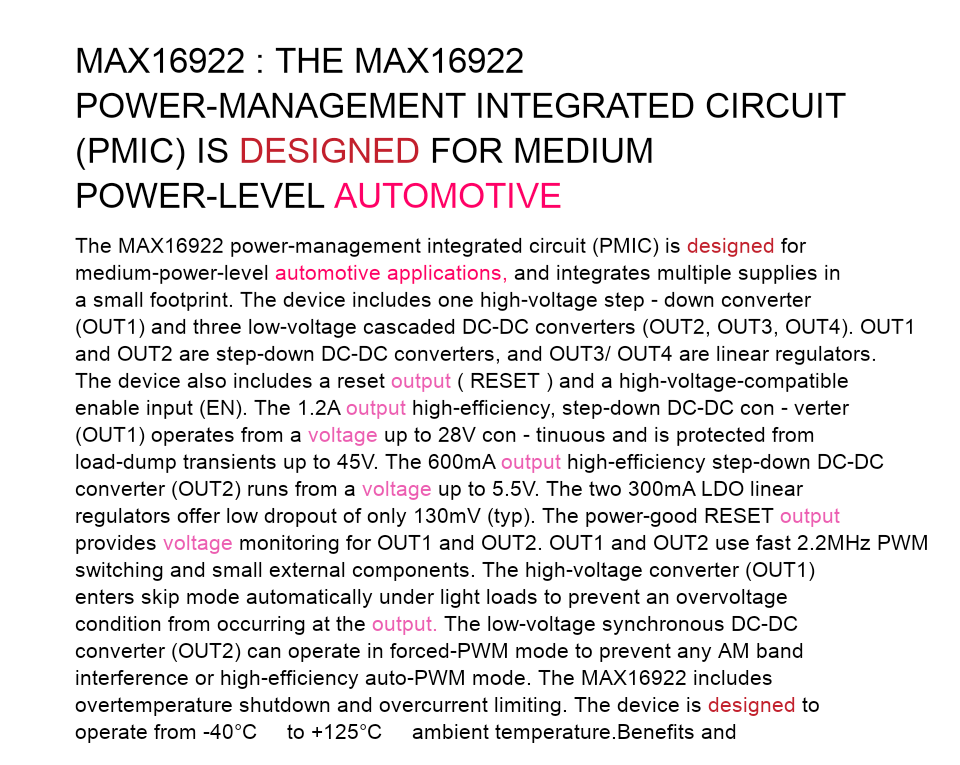 MAX16922 : THE MAX16922
POWER-MANAGEMENT INTEGRATED CIRCUIT
(PMIC) IS DESIGNED FOR MEDIUM
POWER-LEVEL AUTOMOTIVE
The MAX16922 power-management integrated circuit (PMIC) is designed for
medium-power-level automotive applications, and integrates multiple supplies in
a small footprint. The device includes one high-voltage step - down converter
(OUT1) and three low-voltage cascaded DC-DC converters (OUT2, OUT3, OUT4). OUT1
and OUT2 are step-down DC-DC converters, and OUT3/ OUT4 are linear regulators.
The device also includes a reset output ( RESET ) and a high-voltage-compatible
enable input (EN). The 1.2A output high-efficiency, step-down DC-DC con - verter
(OUT1) operates from a voltage up to 28V con - tinuous and is protected from
load-dump transients up to 45V. The 600mA output high-efficiency step-down DC-DC
converter (OUT2) runs from a voltage up to 5.5V. The two 300mA LDO linear
regulators offer low dropout of only 130mV (typ). The power-good RESET output
provides voltage monitoring for OUT1 and OUT2. OUT1 and OUT2 use fast 2.2MHz PWM
switching and small external components. The high-voltage converter (OUT1)
enters skip mode automatically under light loads to prevent an overvoltage
condition from occurring at the output. The low-voltage synchronous DC-DC
converter (OUT2) can operate in forced-PWM mode to prevent any AM band
interference or high-efficiency auto-PWM mode. The MAX16922 includes
overtemperature shutdown and overcurrent limiting. The device is designed to
operate from -40°C to +125°C ambient temperature.Benefits and